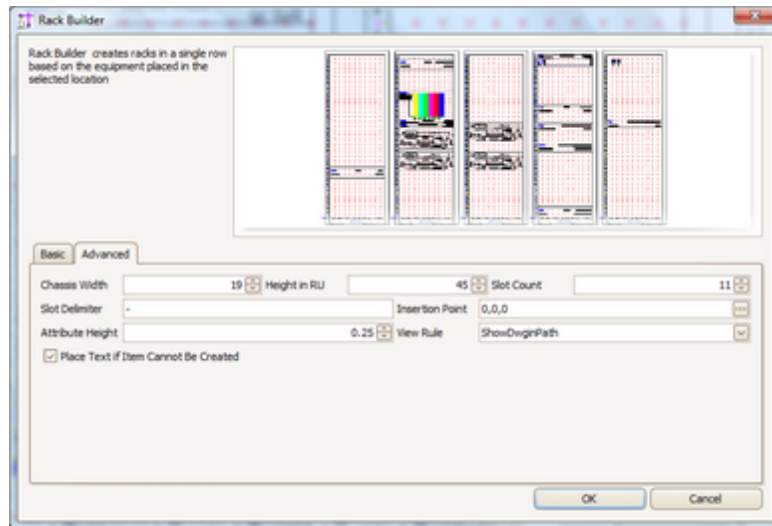 Rack Builder
Rack Builder creates racks in a single row
based on the equipment placed in the
selected location
Basic Advanced
Chassis Width 19 Height in RU 45 Slot Count 11
Slot Delimiter - Insertion Point 0,0,0
Attribute Height 0.25 View Rule ShowDwginPath
Place Text if Item Cannot Be Created
OK Cancel